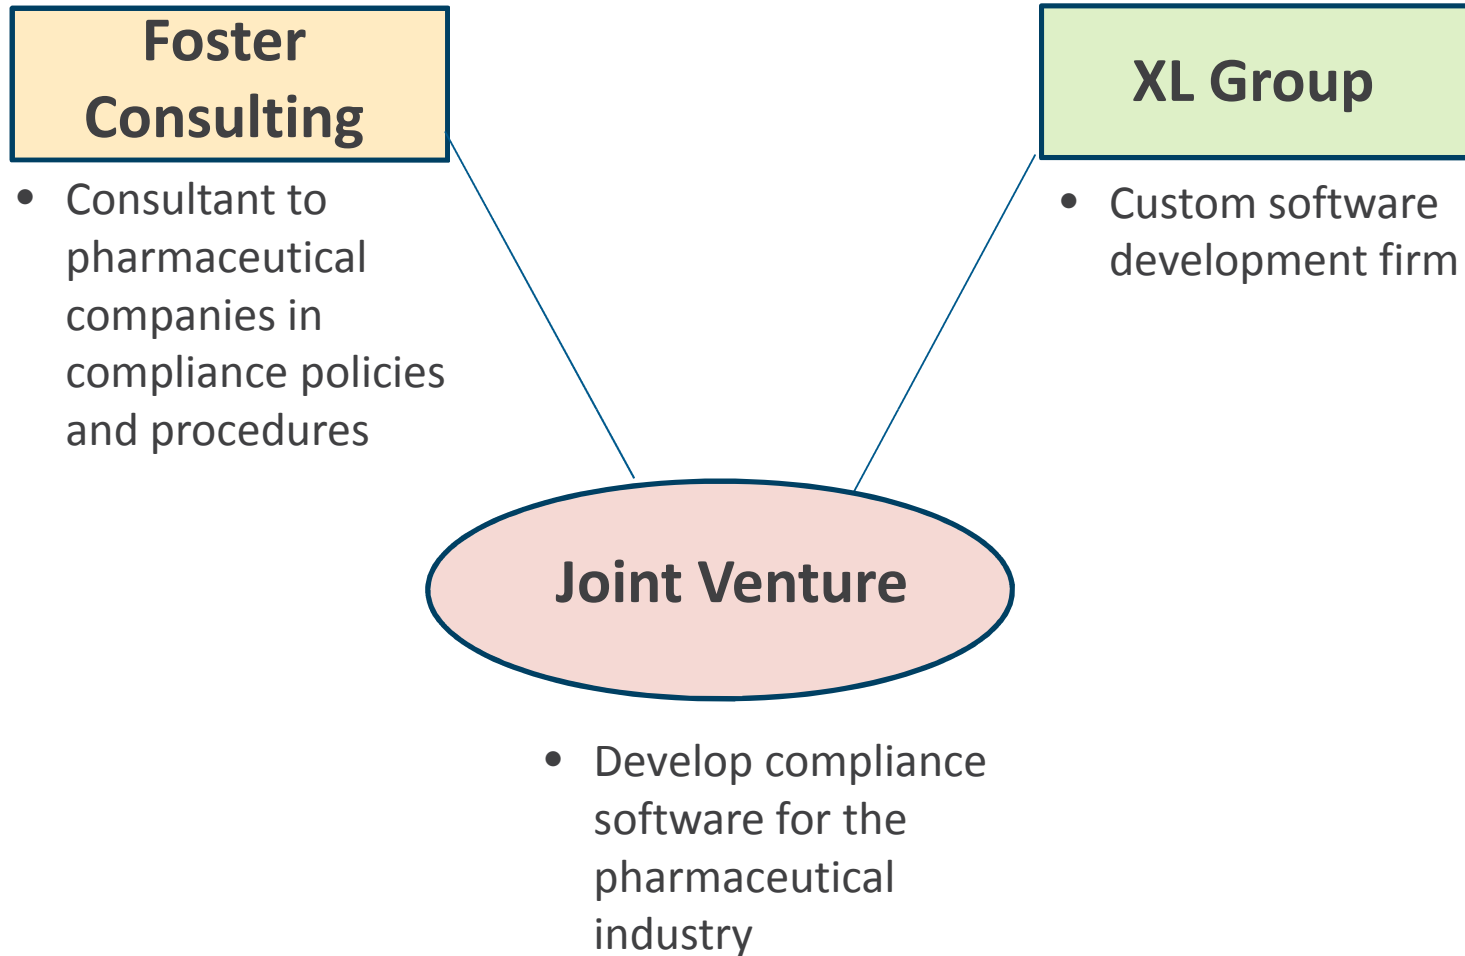 Foster
Consulting
• Consultant to
pharmaceutical
companies in
compliance policies
and procedures
XL Group
• Custom software
development firm
Joint Venture
• Develop compliance
software for the
pharmaceutical
industry